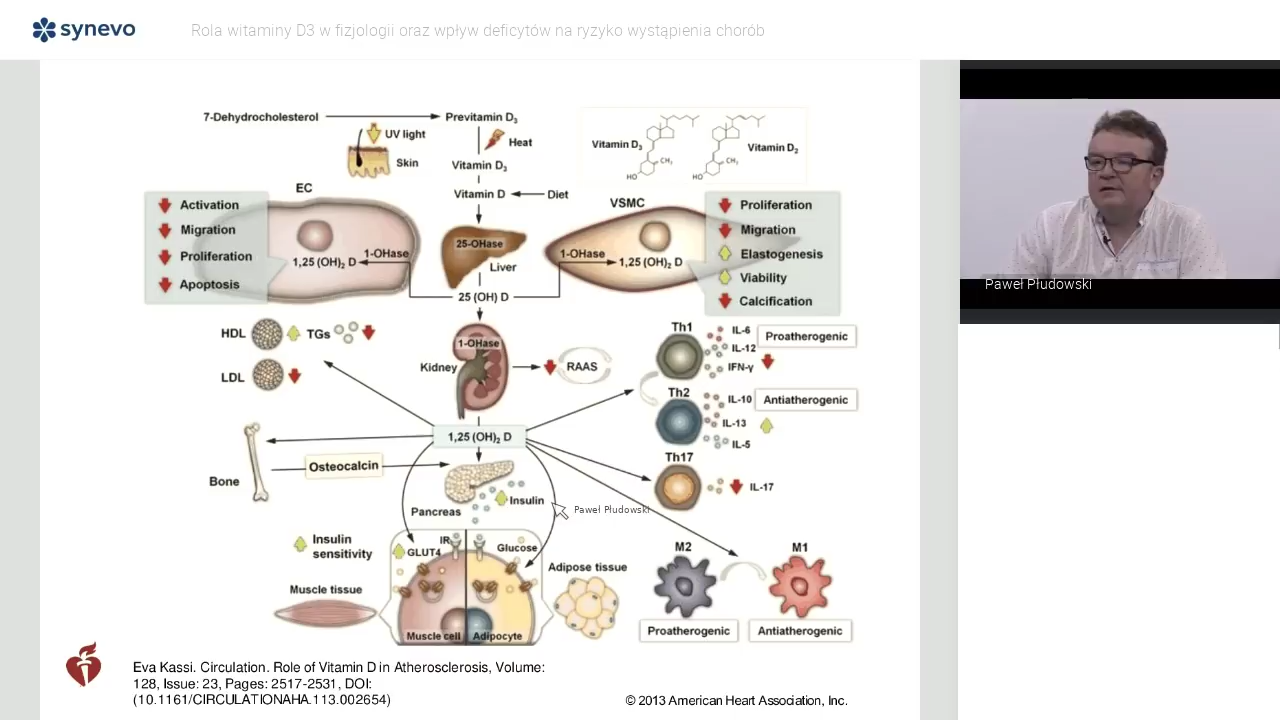 synevo
Rola witaminy D3 w fizjologii oraz wpływ deficytów na ryzyko wystąpienia chorób
7-Dehydrocholesterol
Previtamin D3
UV light
Skin
Heat
Vitamin D3
Vitamin D3
CH3
HO
CH3
HO
Vitamin D2
Vitamin D
Diet
EC
Activation
Migration
Proliferation
Apoptosis
1-OHase
1,25 (OH)2 D
25-OHase
Liver
25 (OH) D
VSMC
1-OHase
1,25 (OH)2 D
Proliferation
Migration
Elastogenesis
Viability
Calcification
HDL
TGs
LDL
1-OHase
Kidney
RAAS
Th1
IL-6
IL-12
IFN-γ
Proatherogenic
Th2
IL-10
IL-13
IL-5
Antiatherogenic
Th17
IL-17
1,25 (OH)2 D
Bone
Osteocalcin
Pancreas
Insulin
Paweł Płudowski
Insulin
sensitivity
IR
GLUT4
Glucose
Muscle tissue
Muscle cell
Adipocyte
Adipose tissue
M2
M1
Proatherogenic
Antiatherogenic
Eva Kassi. Circulation. Role of Vitamin D in Atherosclerosis, Volume:
128, Issue: 23, Pages: 2517-2531, DOI:
(10.1161/CIRCULATIONAHA.113.002654)
© 2013 American Heart Association, Inc.
Paweł Płudowski